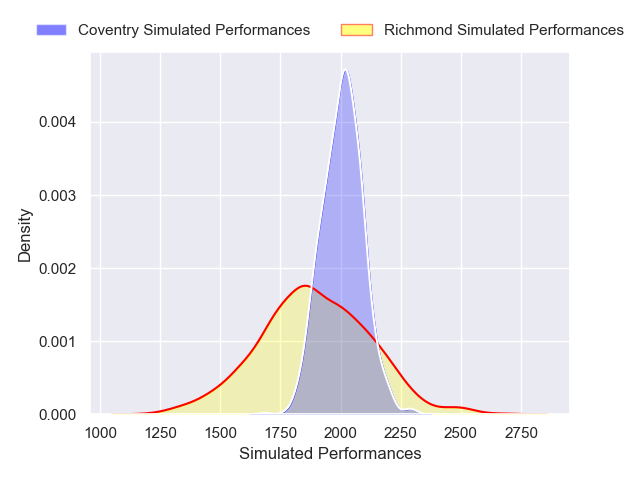 Coventry Simulated Performances
Richmond Simulated Performances
0.004
0.003
0.002
0.001
0.000
Density
1000 1250 1500 1750 2000 2250 2500 2750
Simulated Performances